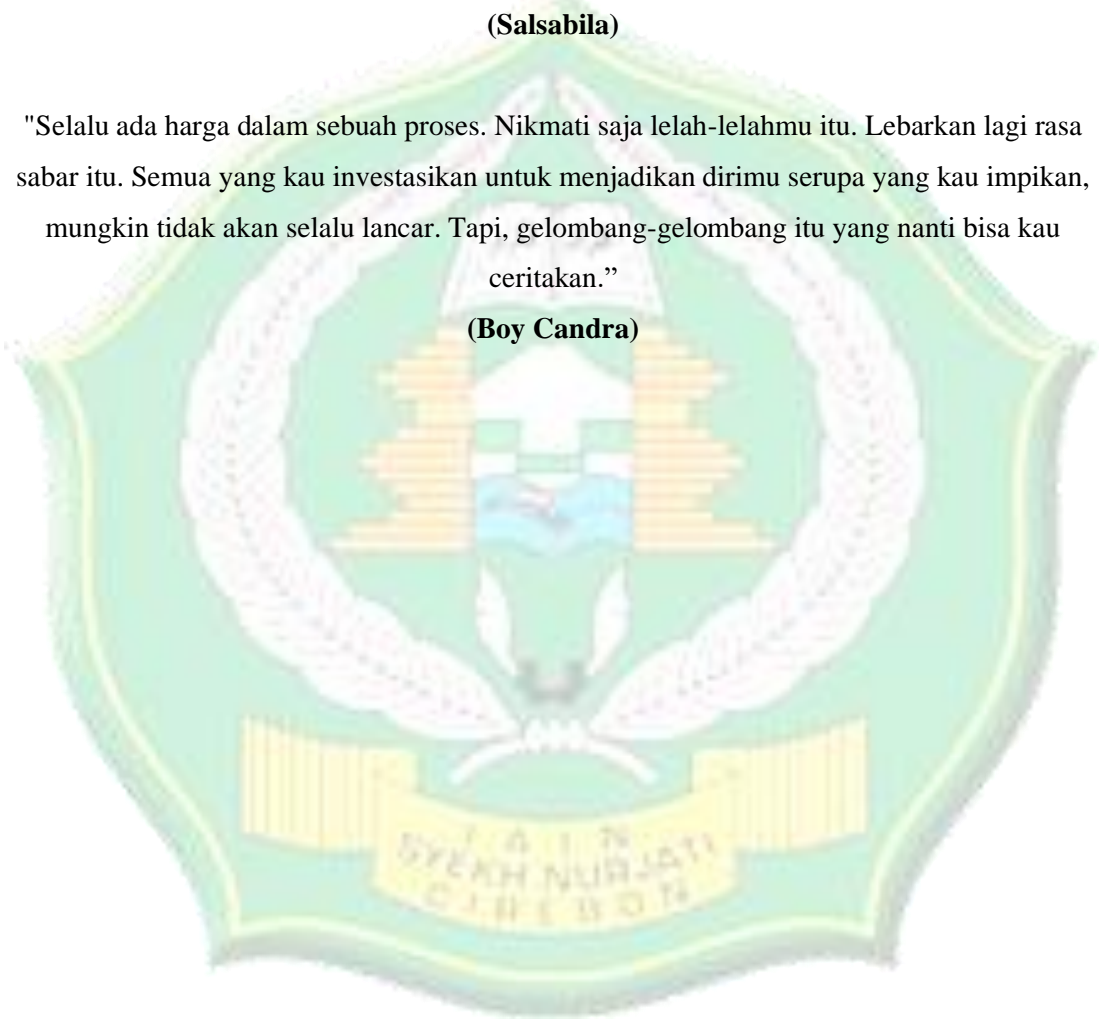 (Salsabila)
"Selalu ada harga dalam sebuah proses. Nikmati saja lelah-lelahmu itu. Lebarkan lagi rasa
sabar itu. Semua yang kau investasikan untuk menjadikan dirimu serupa yang kau impikan,
mungkin tidak akan selalu lancar. Tapi, gelombang-gelombang itu yang nanti bisa kau
ceritakan.”
(Boy Candra)
IAIN
SYEKH NURJATI
CIREBON